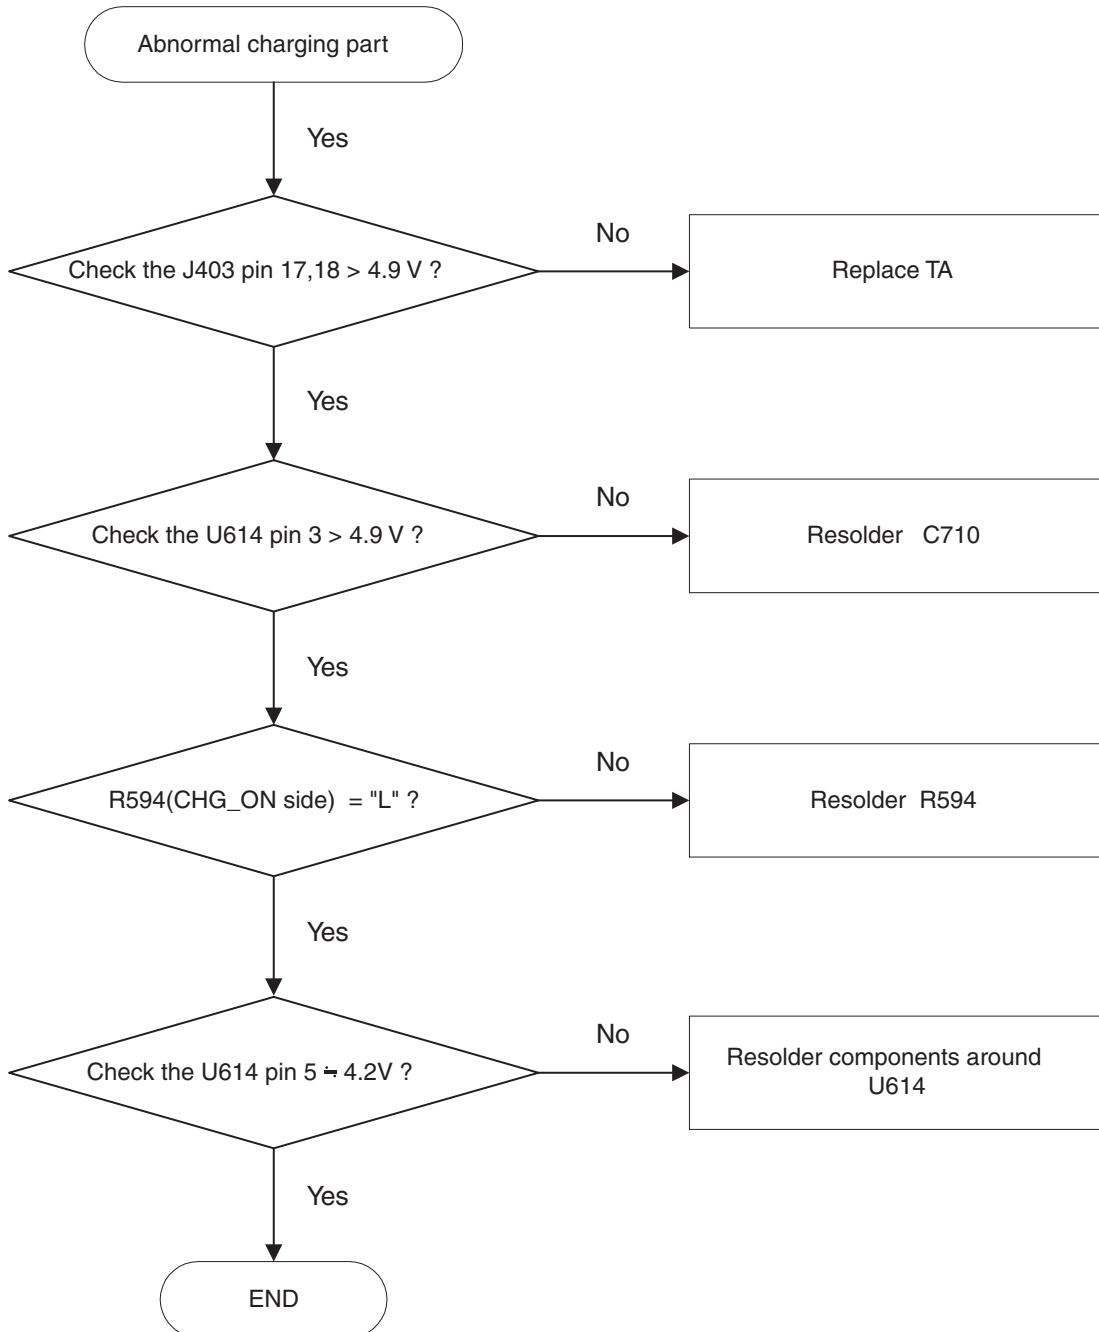 Abnormal charging part
Yes
Check the J403 pin 17,18 > 4.9 V ?
No
Replace TA
Yes
Check the U614 pin 3 > 4.9 V ?
No
Resolder C710
Yes
R594(CHG_ON side) = "L" ?
No
Resolder R594
Yes
Check the U614 pin 5 ≒ 4.2V ?
No
Resolder components around
U614
Yes
END